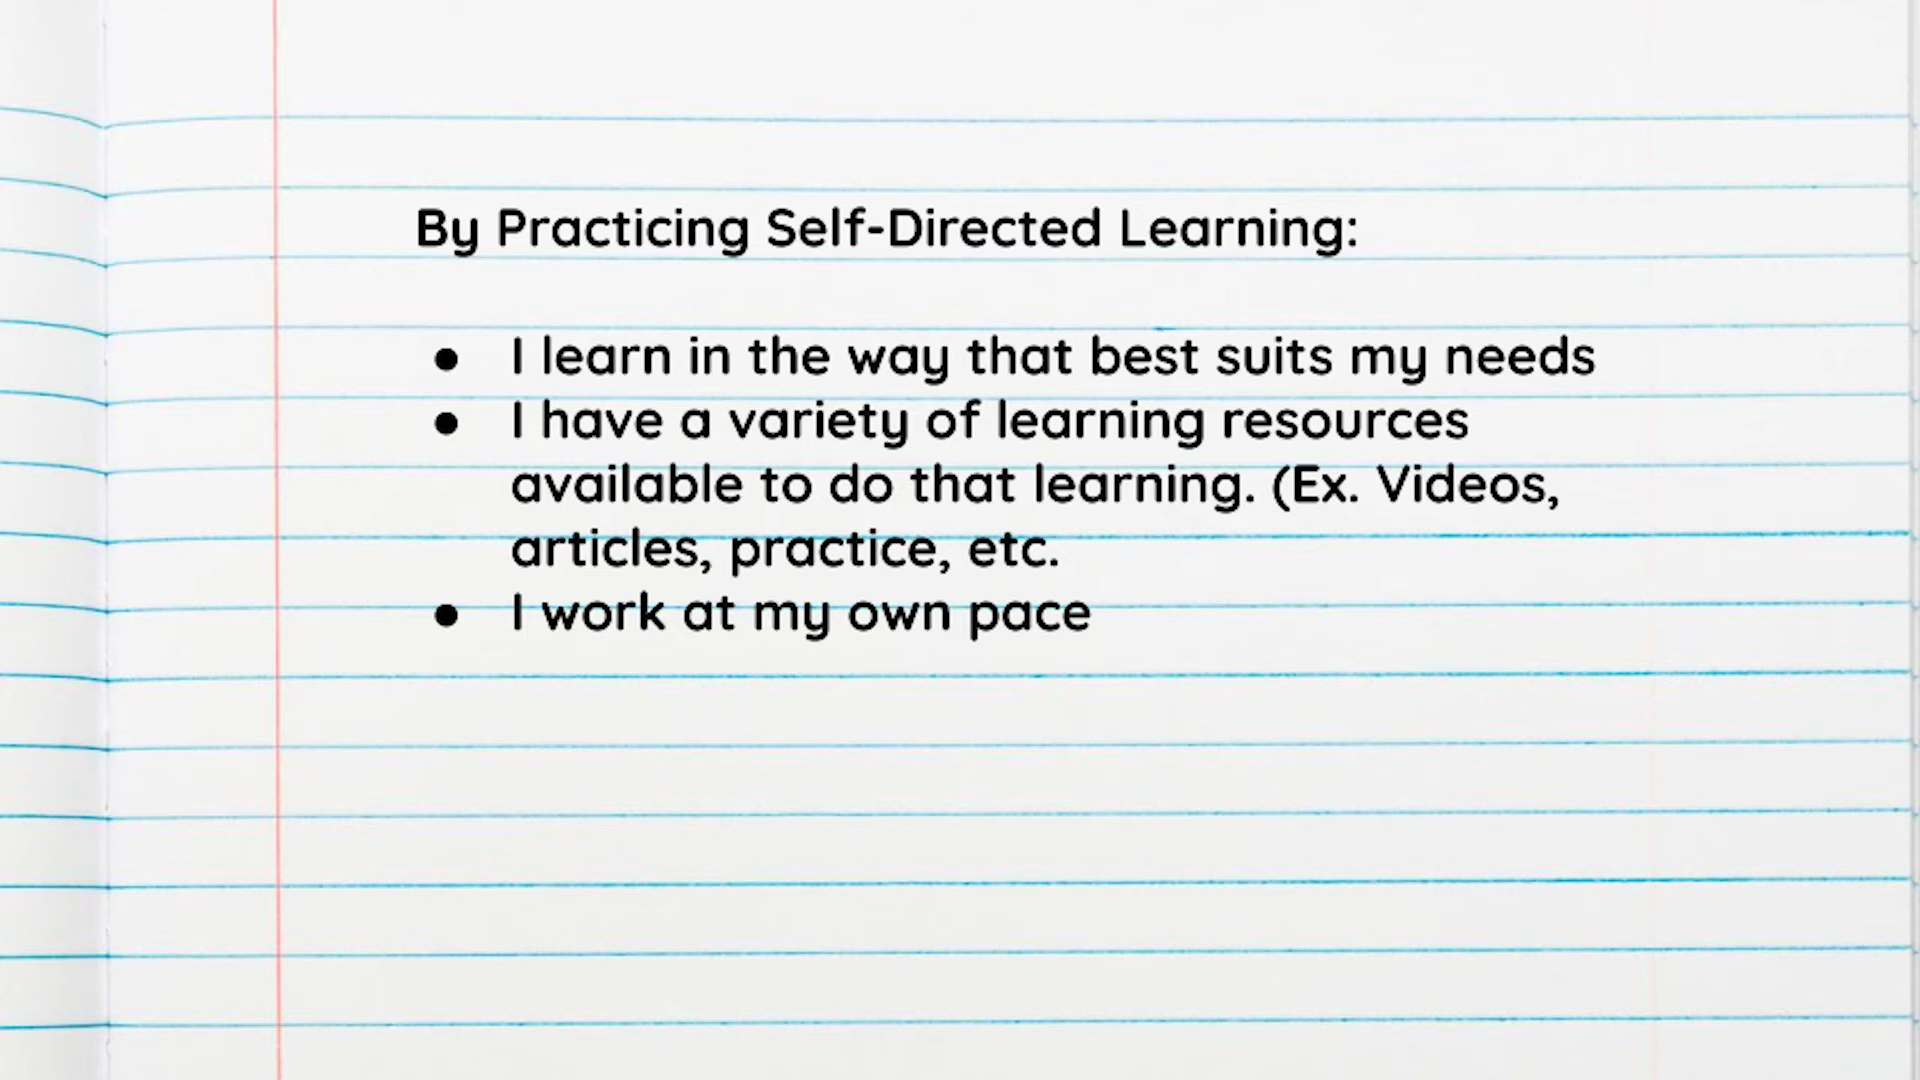 By Practicing Self-Directed Learning:
● I learn in the way that best suits my needs
● I have a variety of learning resources
available to do that learning. (Ex. Videos,
articles, practice, etc.
● I work at my own pace